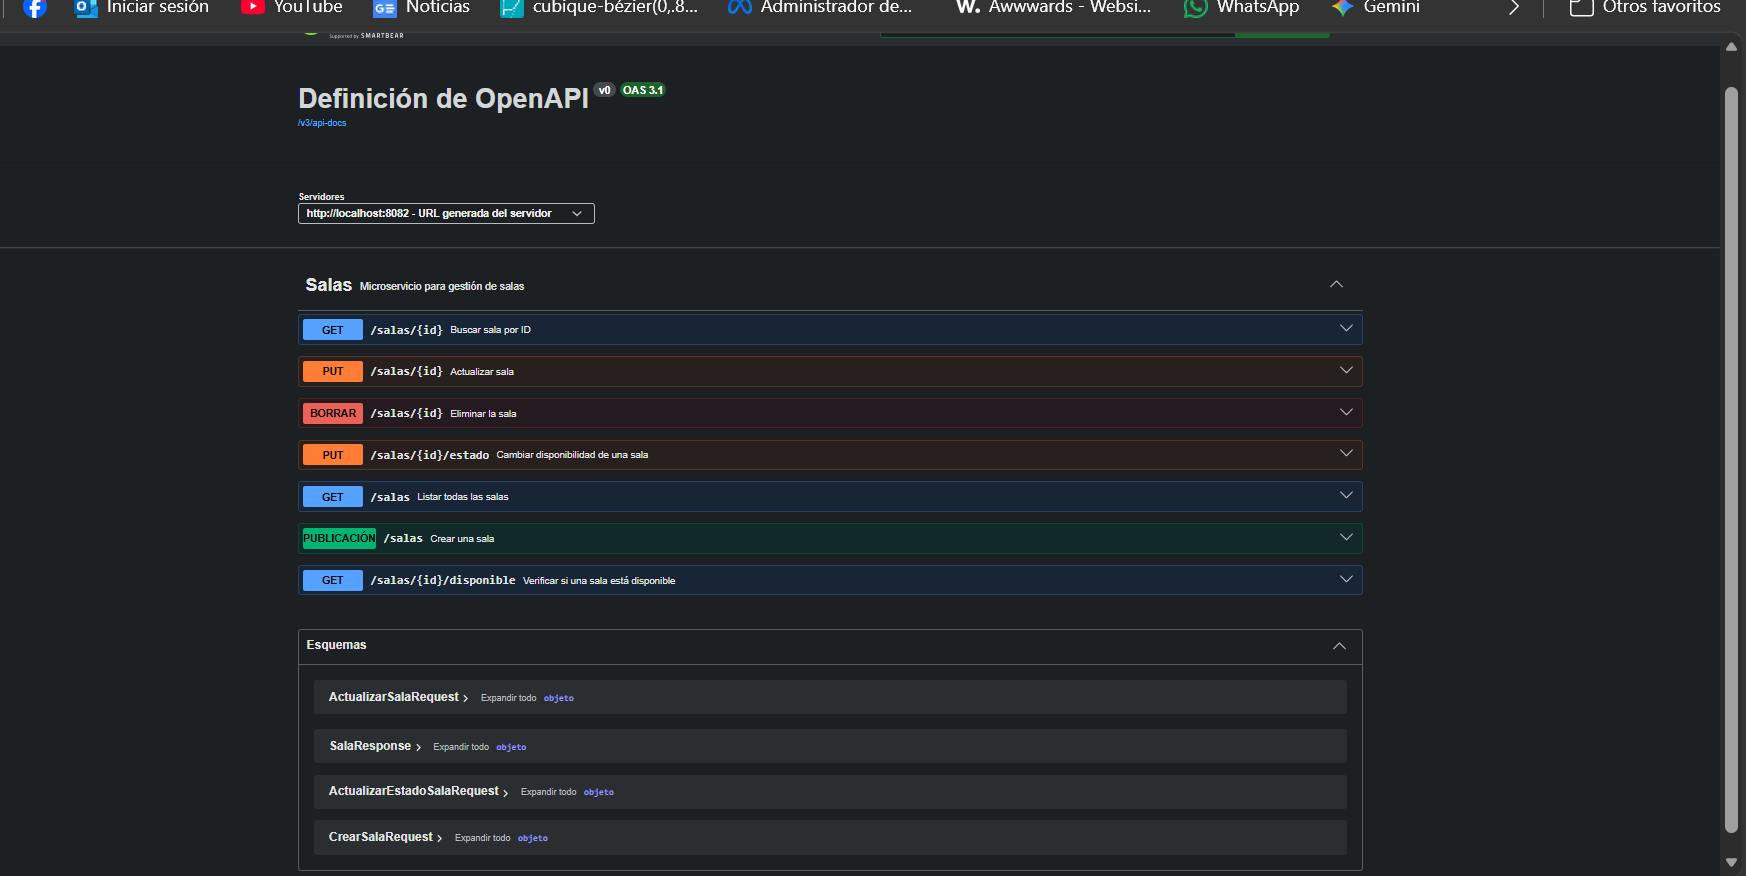 Iniciar sesión YouTube GE Noticias cubique-bézier(0,.8... Administrador de... W. Awwwards - Websi... WhatsApp Gemini Otros favoritos
Supported by SMARTBEAR
Definición de OpenAPI v0 OAS 3.1
/v3/api-docs
Servidores
http://localhost:8082 - URL generada del servidor
Salas Microservicio para gestión de salas
GET /salas/{id} Buscar sala por ID
PUT /salas/{id} Actualizar sala
BORRAR /salas/{id} Eliminar la sala
PUT /salas/{id}/estado Cambiar disponibilidad de una sala
GET /salas Listar todas las salas
PUBLICACIÓN /salas Crear una sala
GET /salas/{id}/disponible Verificar si una sala está disponible
Esquemas
ActualizarSalaRequest Expandir todo objeto
SalaResponse Expandir todo objeto
ActualizarEstadoSalaRequest Expandir todo objeto
CrearSalaRequest Expandir todo objeto